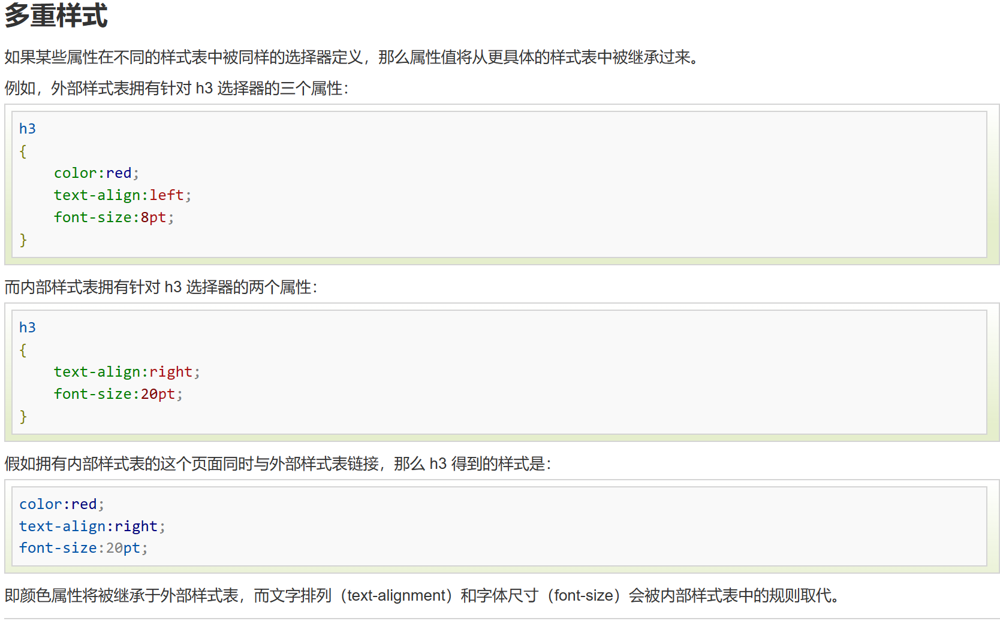 多重样式
如果某些属性在不同的样式表中被同样的选择器定义，那么属性值将从更具体的样式表中被继承过来。
例如，外部样式表拥有针对 h3 选择器的三个属性：
h3
{
    color:red;
    text-align:left;
    font-size:8pt;
}
而内部样式表拥有针对 h3 选择器的两个属性：
h3
{
    text-align:right;
    font-size:20pt;
}
假如拥有内部样式表的这个页面同时与外部样式表链接，那么 h3 得到的样式是：
color:red;
text-align:right;
font-size:20pt;
即颜色属性将被继承于外部样式表，而文字排列（text-alignment）和字体尺寸（font-size）会被内部样式表中的规则取代。